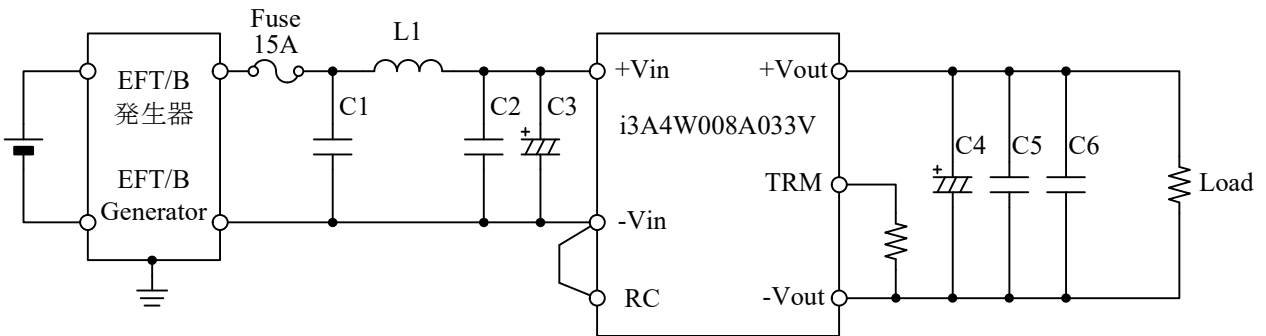 Fuse
15A
L1
EFT/B
発生器
EFT/B
Generator
C1
C2
C3
+
+Vin
+Vout
i3A4W008A033V
TRM
-Vin
RC
-Vout
C4
+
C5
C6
Load